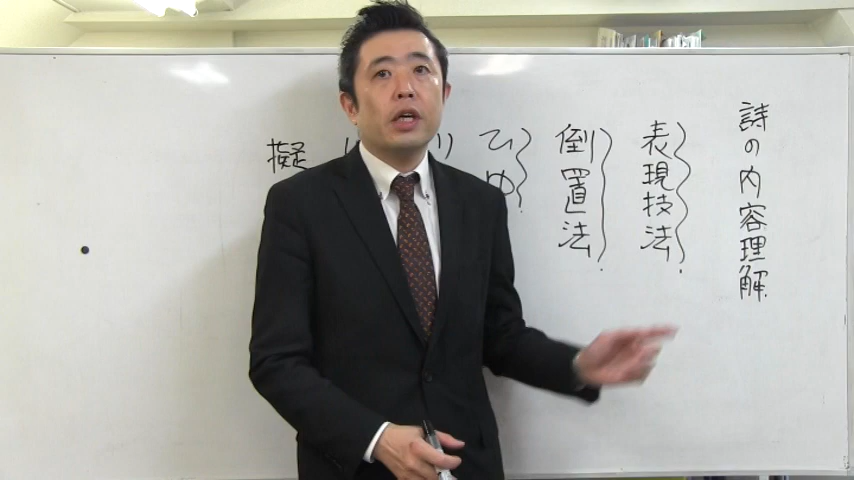 詩の内容理解
表現技法
倒置法
ひゆ
擬